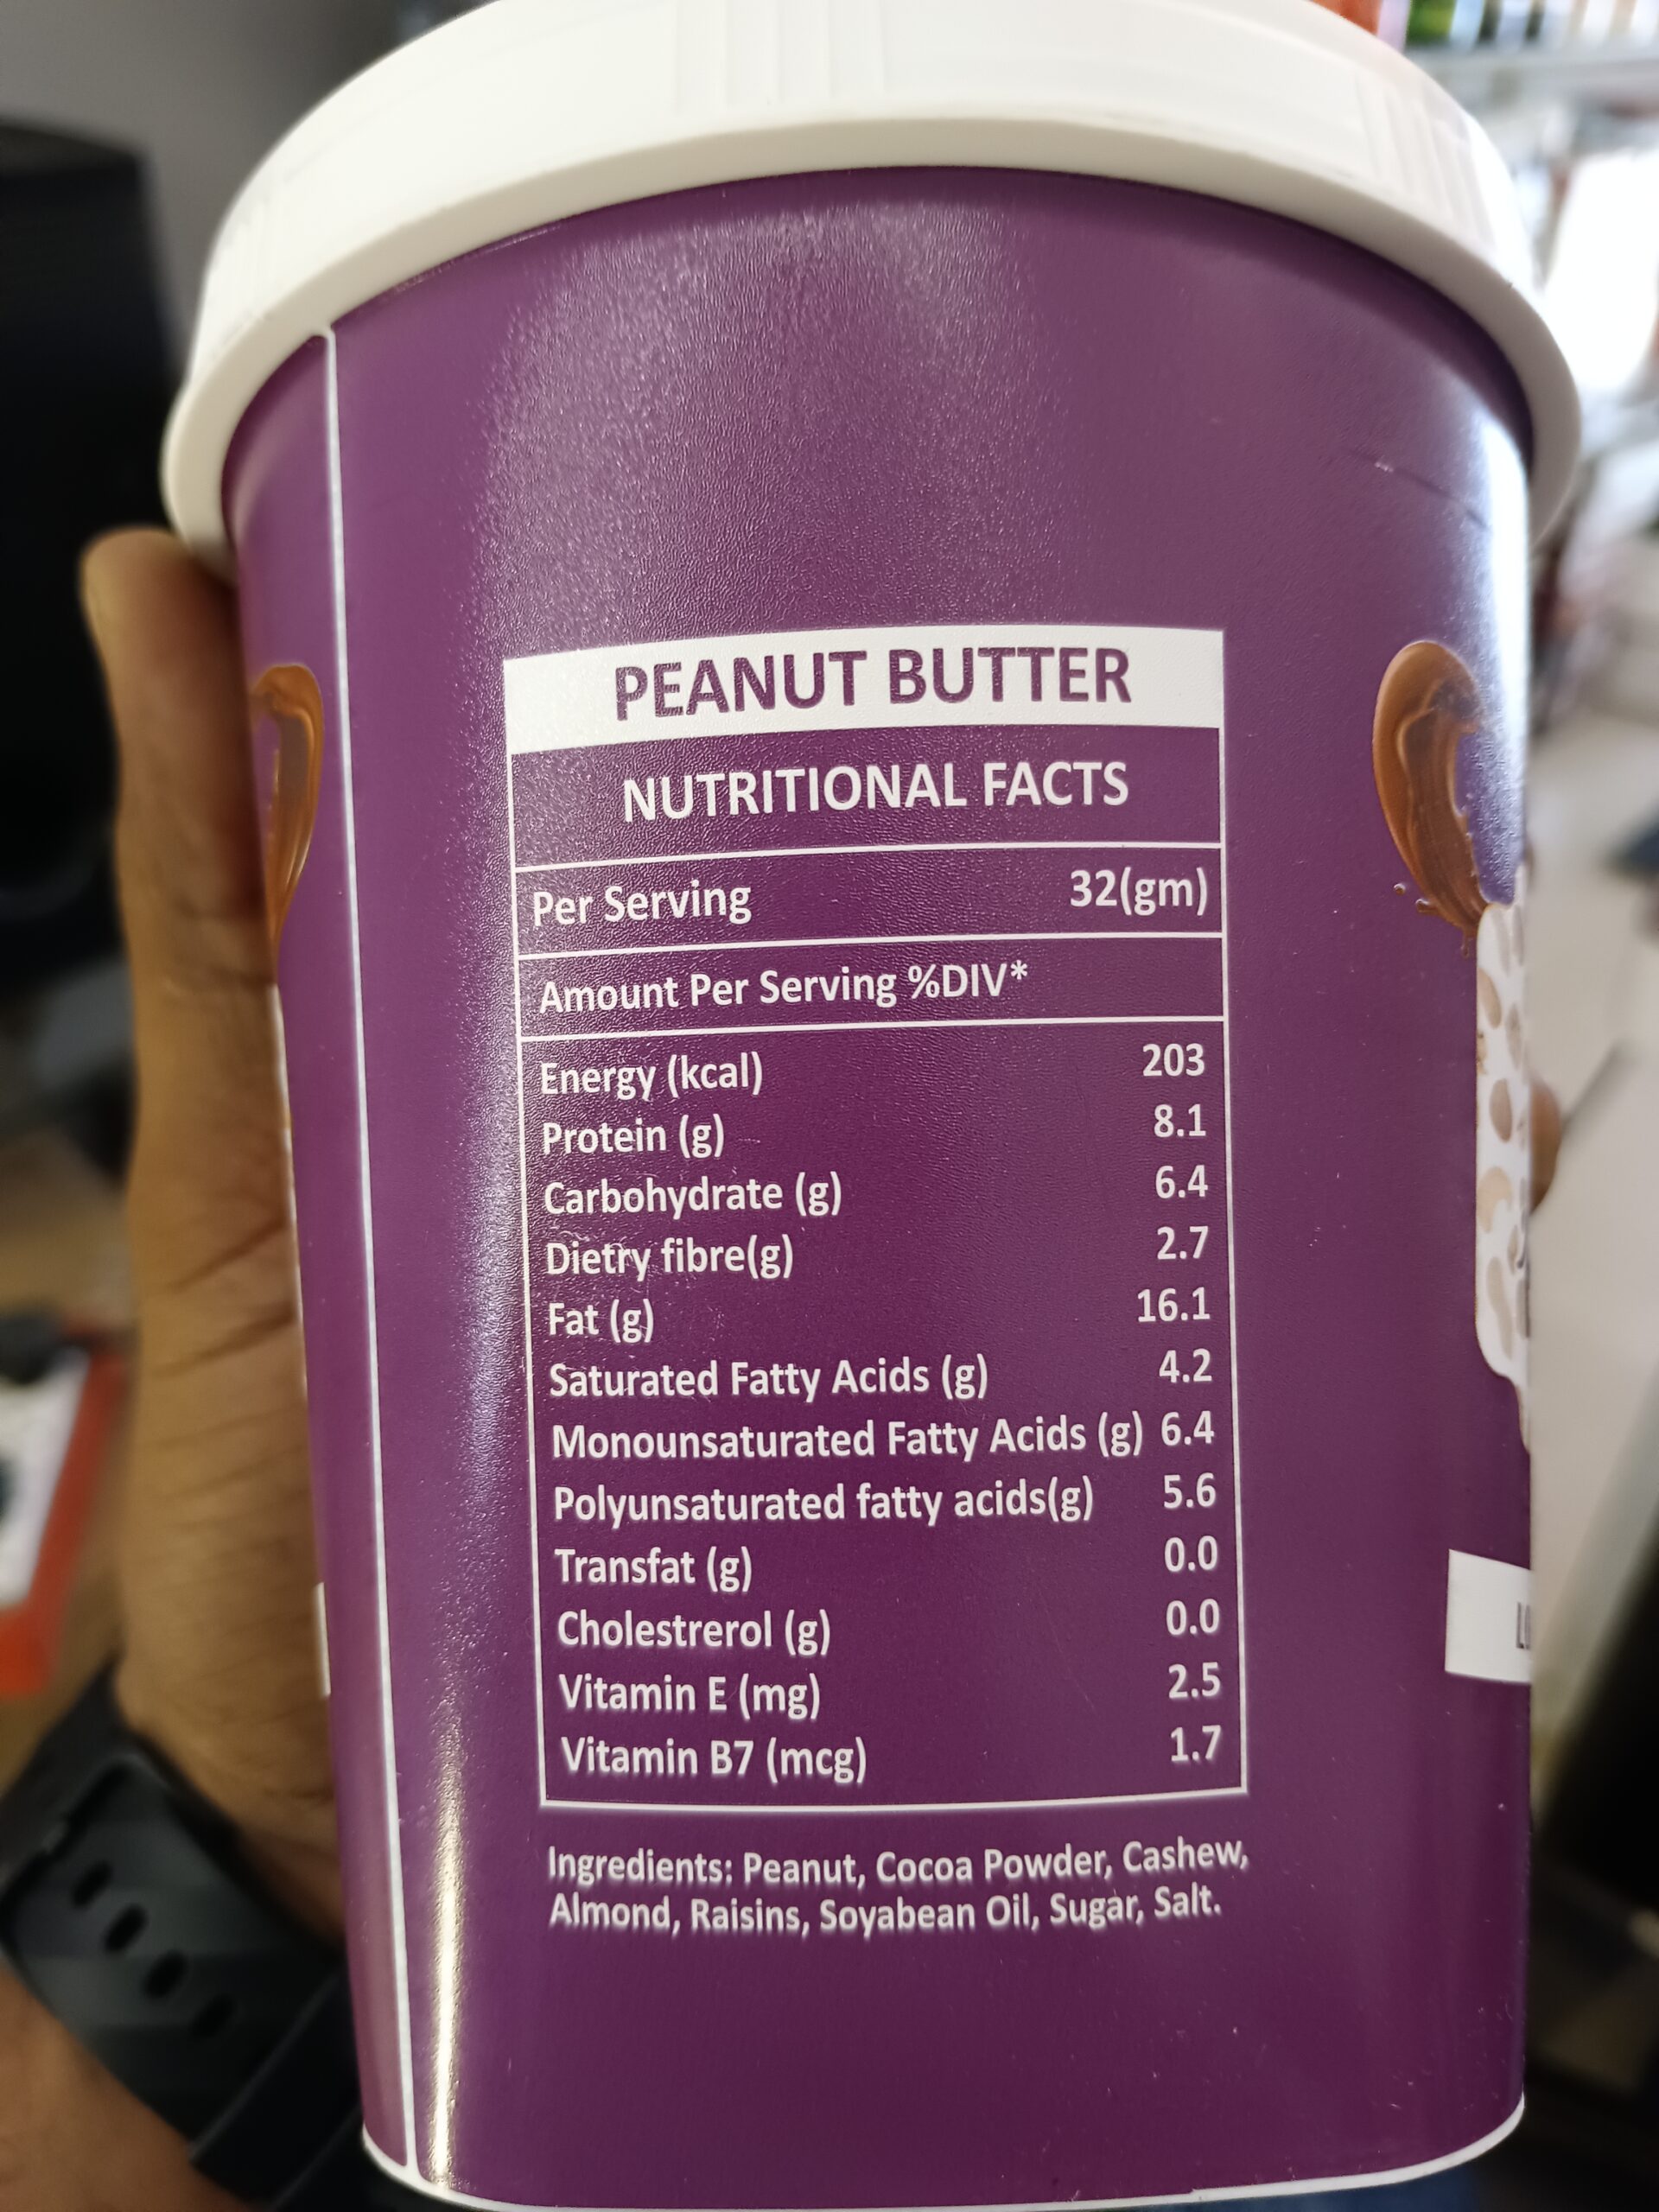 PEANUT BUTTER
NUTRITIONAL FACTS
Per Serving 32(gm)
Amount Per Serving %DIV*
Energy (kcal) 203
Protein (g) 8.1
Carbohydrate (g) 6.4
Dietry fibre(g) 2.7
Fat (g) 16.1
Saturated Fatty Acids (g) 4.2
Monounsaturated Fatty Acids (g) 6.4
Polyunsaturated fatty acids(g) 5.6
Transfat (g) 0.0
Cholestrerol (g) 0.0
Vitamin E (mg) 2.5
Vitamin B7 (mcg) 1.7
Ingredients: Peanut, Cocoa Powder, Cashew,
Almond, Raisins, Soyabean Oil, Sugar, Salt.